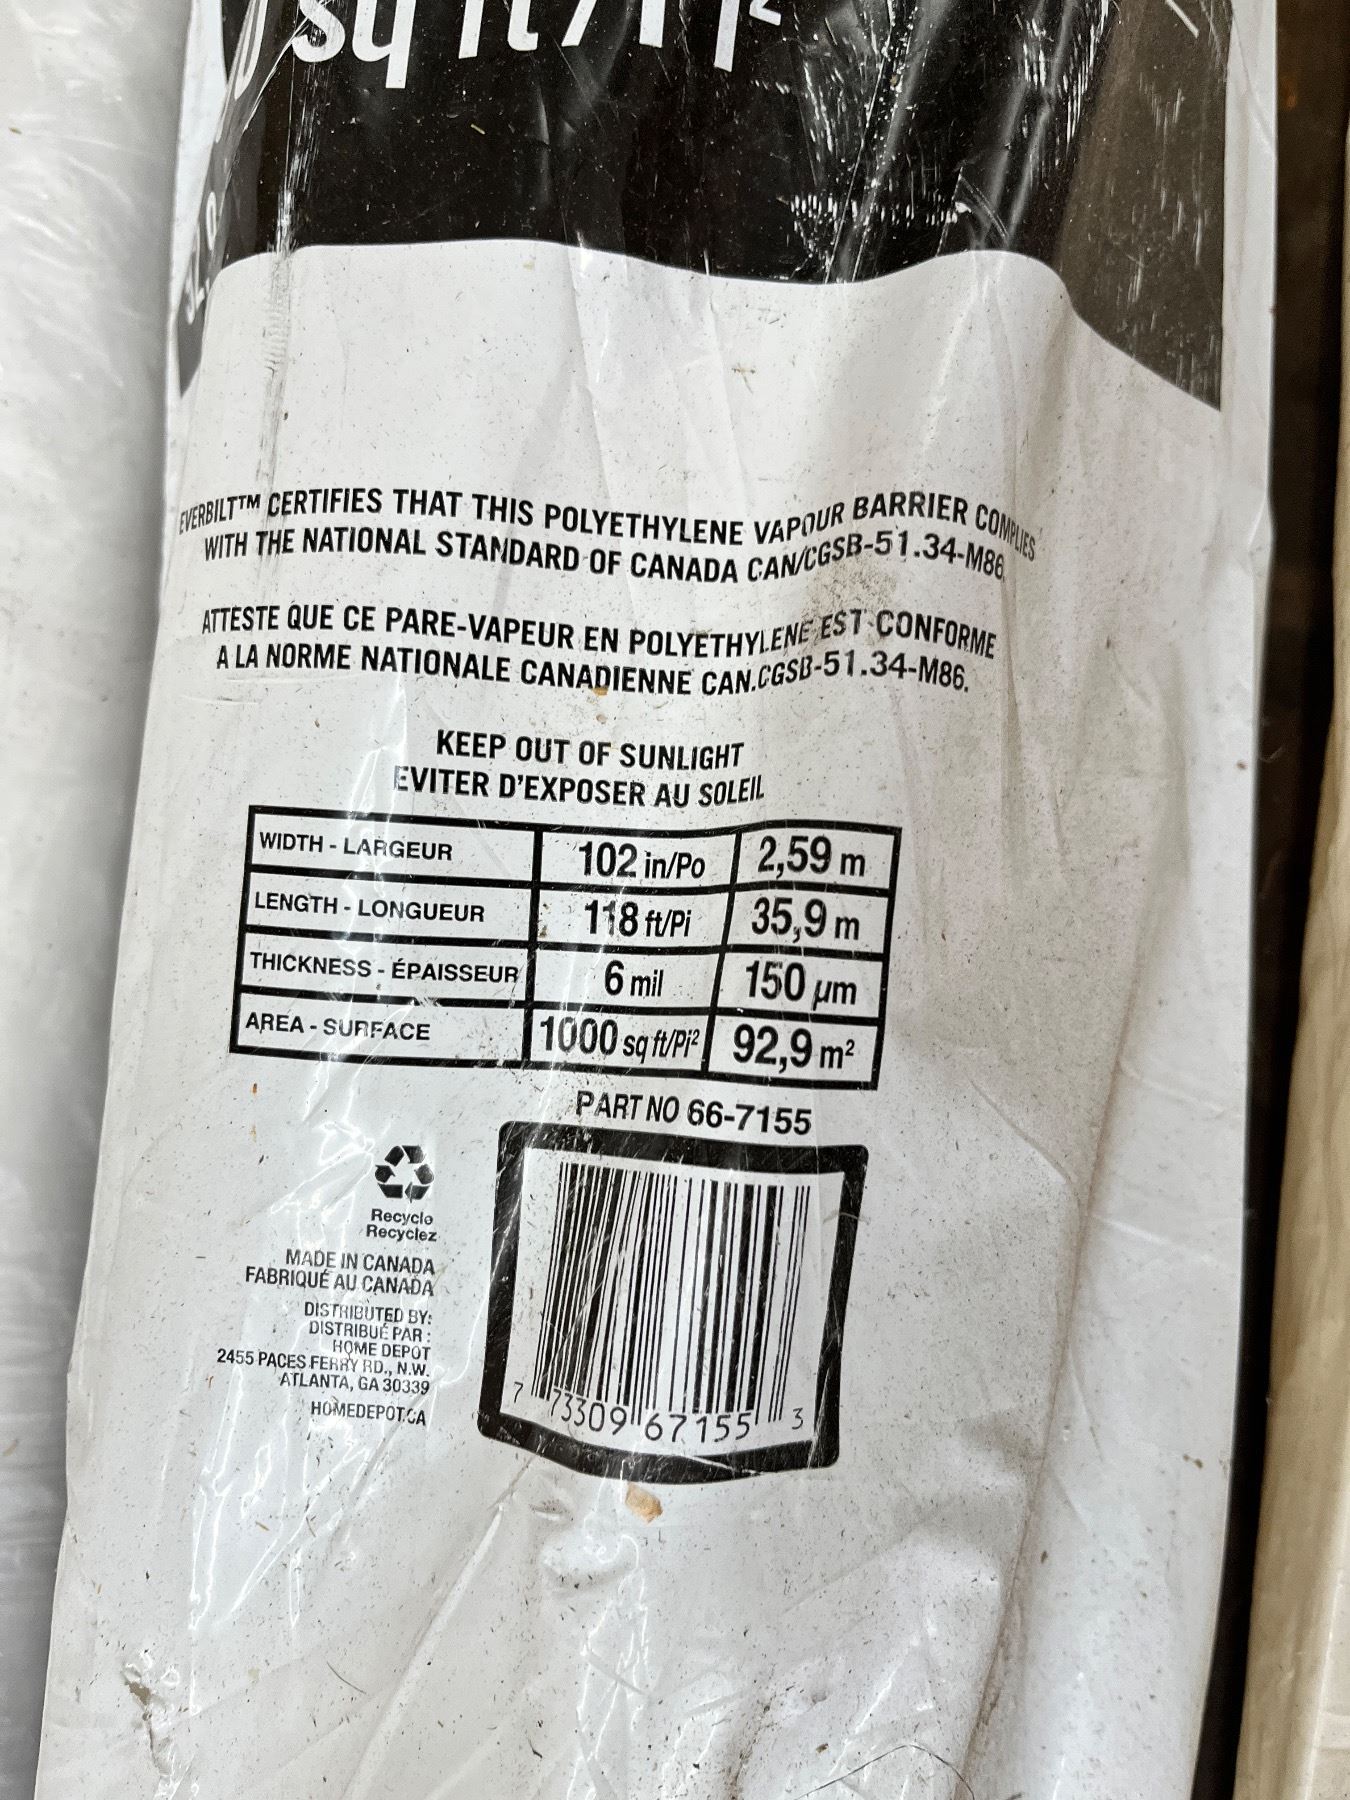 sq ft / Pi²
EVERBILT™ CERTIFIES THAT THIS POLYETHYLENE VAPOUR BARRIER COMPLIES
WITH THE NATIONAL STANDARD OF CANADA CAN/CGSB-51.34-M86
ATTESTE QUE CE PARE-VAPEUR EN POLYETHYLENE EST CONFORME
A LA NORME NATIONALE CANADIENNE CAN.CGSB-51.34-M86.
KEEP OUT OF SUNLIGHT
EVITER D'EXPOSER AU SOLEIL
WIDTH - LARGEUR 102 in/Po 2,59 m
LENGTH - LONGUEUR 118 ft/Pi 35,9 m
THICKNESS - ÉPAISSEUR 6 mil 150 µm
AREA - SURFACE 1000 sq ft/Pi² 92,9 m²
PART NO 66-7155
Recycle
Recyclez
MADE IN CANADA
FABRIQUÉ AU CANADA
DISTRIBUTED BY:
DISTRIBUÉ PAR :
HOME DEPOT
2455 PACES FERRY RD., N.W.
ATLANTA, GA 30339
HOMEDEPOT.CA
7 73309 67155 3